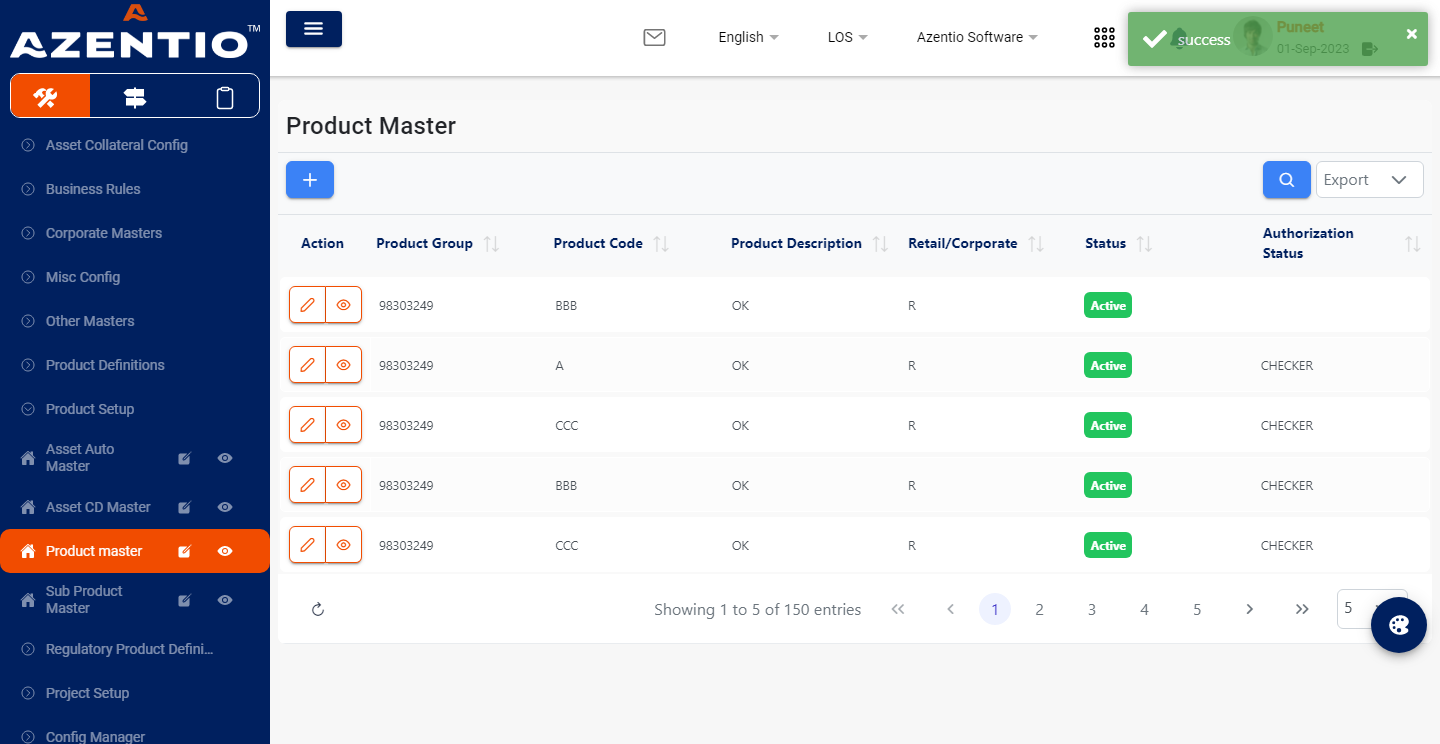 AZENTIO™
Asset Collateral Config
Business Rules
Corporate Masters
Misc Config
Other Masters
Product Definitions
Product Setup
Asset Auto
Master
Asset CD Master
Product master
Sub Product
Master
Regulatory Product Defini...
Project Setup
Config Manager
English
LOS
Azentio Software
success
Puneet
01-Sep-2023
Product Master
Export
Action Product Group Product Code Product Description Retail/Corporate Status Authorization
Status
98303249 BBB OK R Active
98303249 A OK R Active CHECKER
98303249 CCC OK R Active CHECKER
98303249 BBB OK R Active CHECKER
98303249 CCC OK R Active CHECKER
Showing 1 to 5 of 150 entries 1 2 3 4 5 5